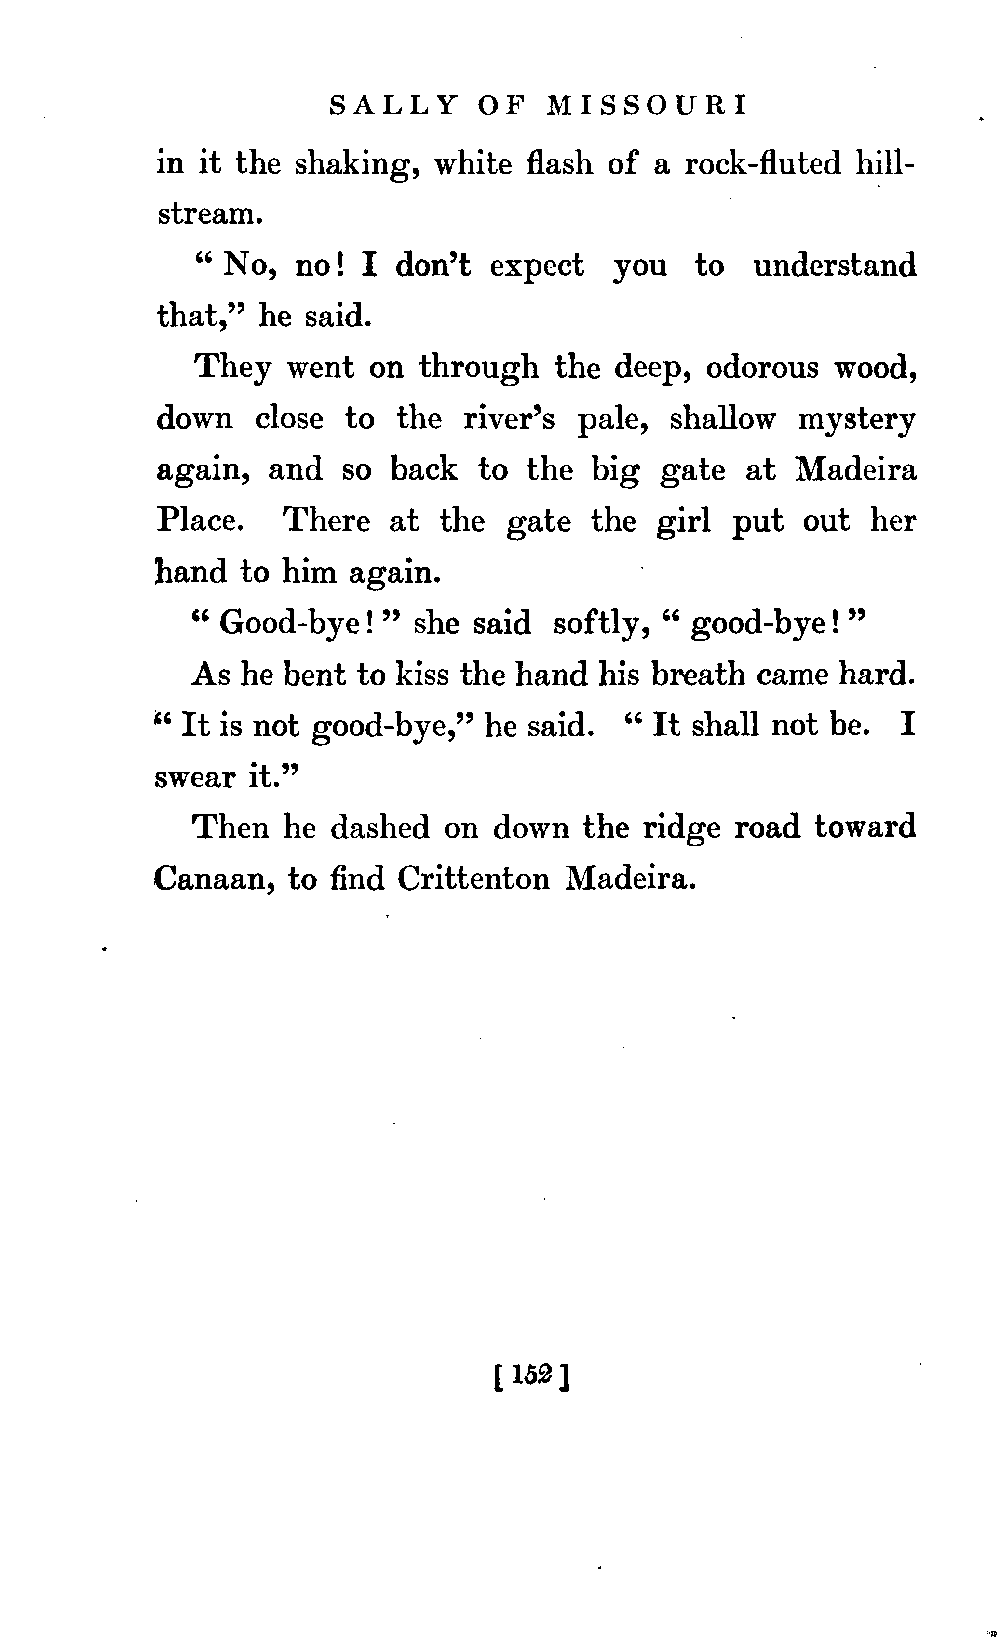 SALLY OF MISSOURI
in it the shaking, white flash of a rock-fluted hill-
stream.
“ No, no! I don’t expect you to understand
that,” he said.
They went on through the deep, odorous wood,
down close to the river’s pale, shallow mystery
again, and so back to the big gate at Madeira
Place. There at the gate the girl put out her
hand to him again.
“ Good-bye! ” she said softly, “ good-bye! ”
As he bent to kiss the hand his breath came hard.
“ It is not good-bye,” he said. “ It shall not be. I
swear it.”
Then he dashed on down the ridge road toward
Canaan, to find Crittenton Madeira.
[ 152 ]